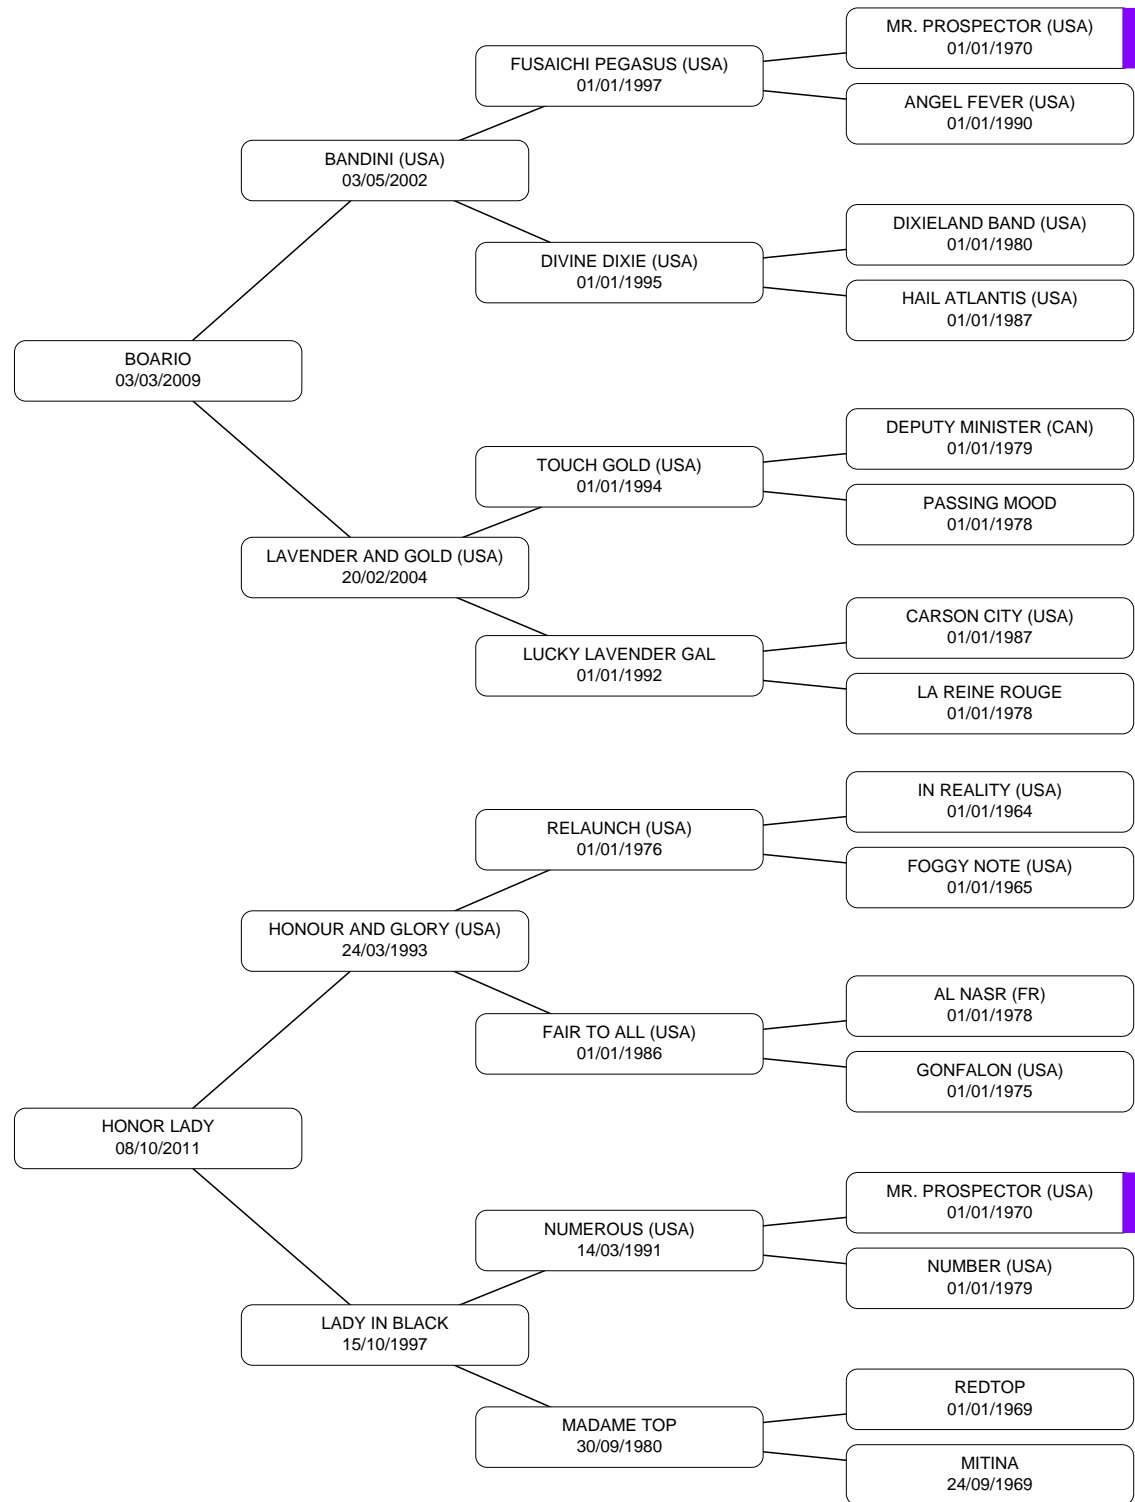 MR. PROSPECTOR (USA)
01/01/1970
FUSAICHI PEGASUS (USA)
01/01/1997
ANGEL FEVER (USA)
01/01/1990
BANDINI (USA)
03/05/2002
DIXIELAND BAND (USA)
01/01/1980
DIVINE DIXIE (USA)
01/01/1995
HAIL ATLANTIS (USA)
01/01/1987
BOARIO
03/03/2009
DEPUTY MINISTER (CAN)
01/01/1979
TOUCH GOLD (USA)
01/01/1994
PASSING MOOD
01/01/1978
LAVENDER AND GOLD (USA)
20/02/2004
CARSON CITY (USA)
01/01/1987
LUCKY LAVENDER GAL
01/01/1992
LA REINE ROUGE
01/01/1978
IN REALITY (USA)
01/01/1964
RELAUNCH (USA)
01/01/1976
FOGGY NOTE (USA)
01/01/1965
HONOUR AND GLORY (USA)
24/03/1993
AL NASR (FR)
01/01/1978
FAIR TO ALL (USA)
01/01/1986
GONFALON (USA)
01/01/1975
HONOR LADY
08/10/2011
MR. PROSPECTOR (USA)
01/01/1970
NUMEROUS (USA)
14/03/1991
NUMBER (USA)
01/01/1979
LADY IN BLACK
15/10/1997
REDTOP
01/01/1969
MADAME TOP
30/09/1980
MITINA
24/09/1969